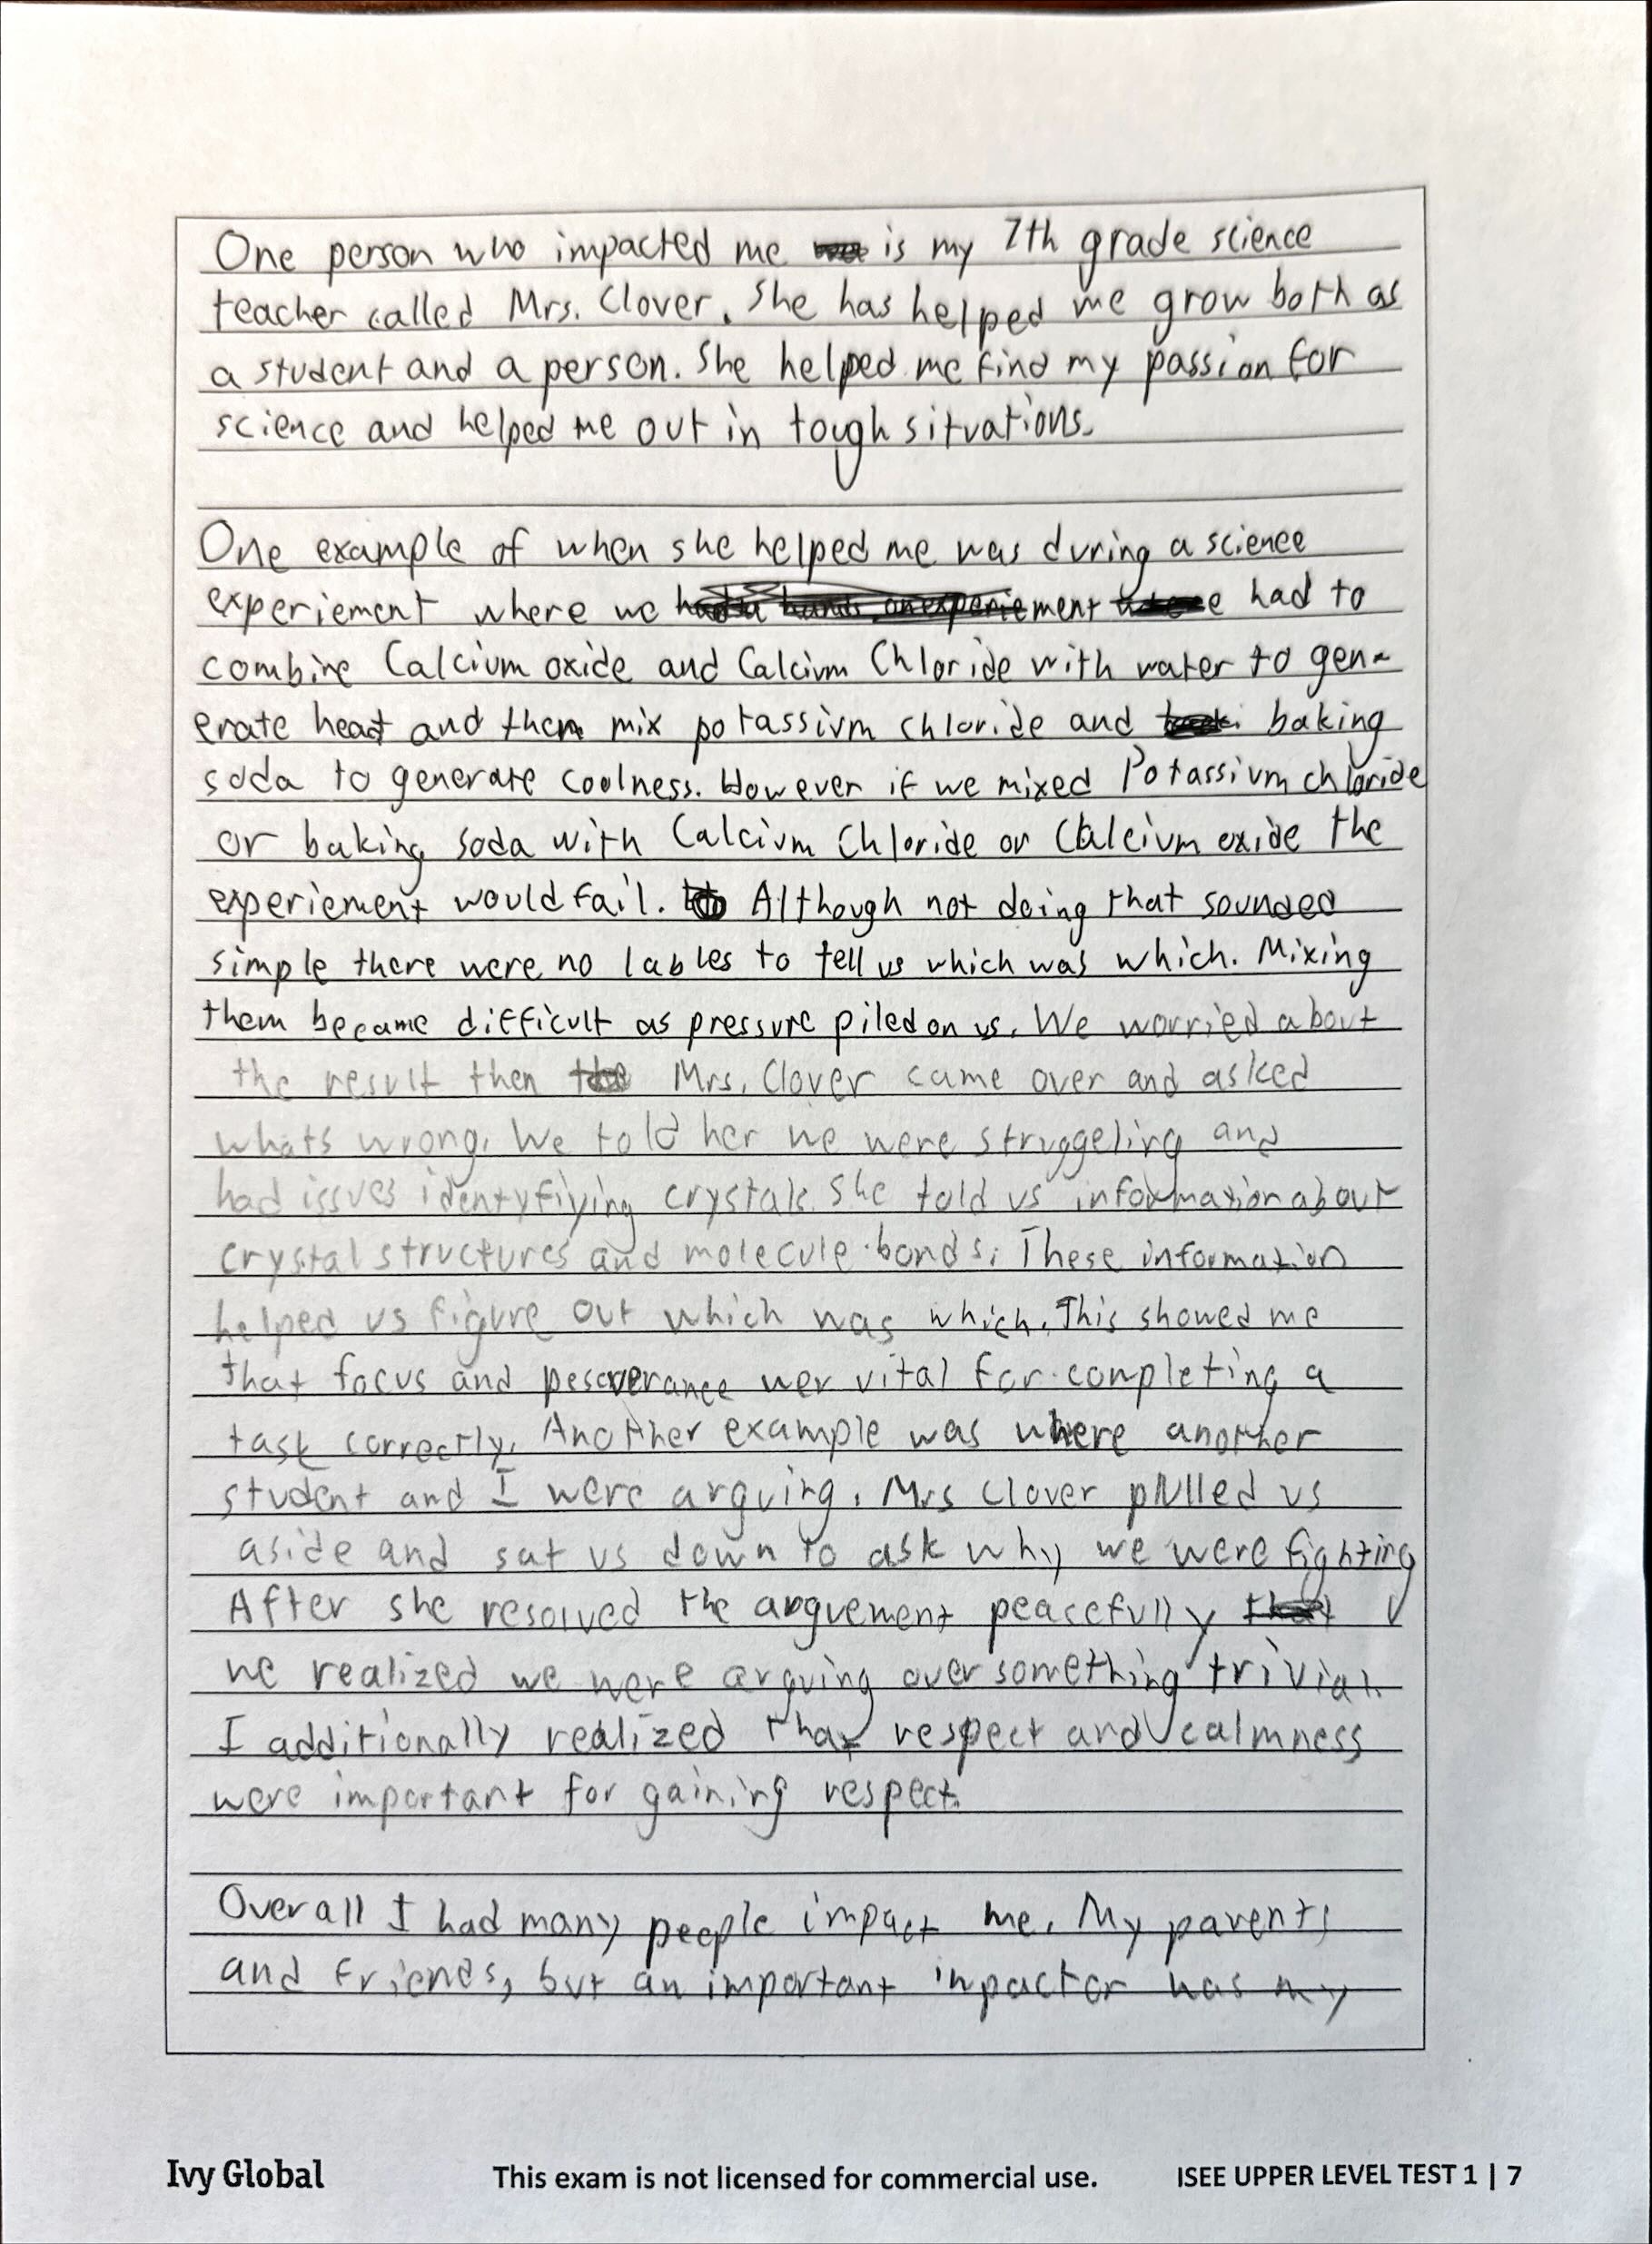 One person who impacted me is my 7th grade science
teacher called Mrs. Clover. She has helped me grow both as
a student and a person. She helped me find my passion for
science and helped me out in tough situations.
One example of when she helped me was during a science
experiement where we had to
combine Calcium oxide and Calcium Chloride with water to gen-
erate heat and them mix potassium chloride and baking
soda to generate coolness. However if we mixed Potassium chloride
or baking soda with Calcium Chloride or Calcium oxide the
experiement would fail. Although not doing that sounded
simple there were no lables to tell us which was which. Mixing
them became difficult as pressure piled on us. We worried about
the result then Mrs. Clover came over and asked
whats wrong. We told her we were struggeling and
had issues identyfiying crystals. She told us information about
crystal structures and molecule bonds. These information
helped us figure out which was which. This showed me
that focus and pesaverance wer vital for completing a
task correctly. Another example was where another
student and I were arguing. Mrs Clover pulled us
aside and sat us down to ask why we were fighting
After she resolved the arguement peacefully
we realized we were arguing over something trivial.
I additionally realized that respect and calmness
were important for gaining respect.
Overall I had many people impact me. My parents
and friends, but an important inpactor was my
Ivy Global This exam is not licensed for commercial use. ISEE UPPER LEVEL TEST 1 | 7